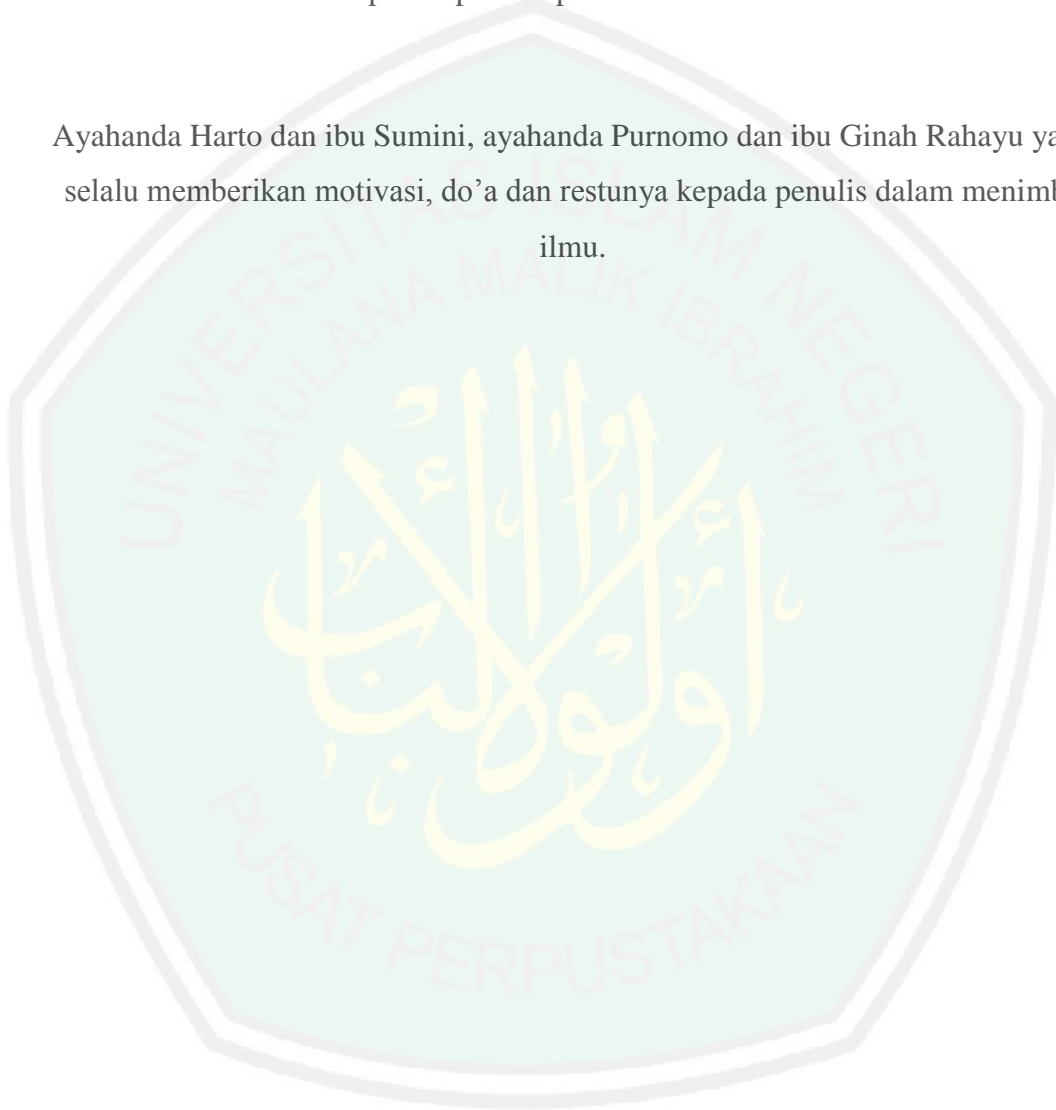 Ayahanda Harto dan ibu Sumini, ayahanda Purnomo dan ibu Ginah Rahayu ya
selalu memberikan motivasi, do’a dan restunya kepada penulis dalam menimb
ilmu.
UNIVERSITAS ISLAM NEGERI
MAULANA MALIK IBRAHIM
أولوا الألباب
PUSAT PERPUSTAKAAN